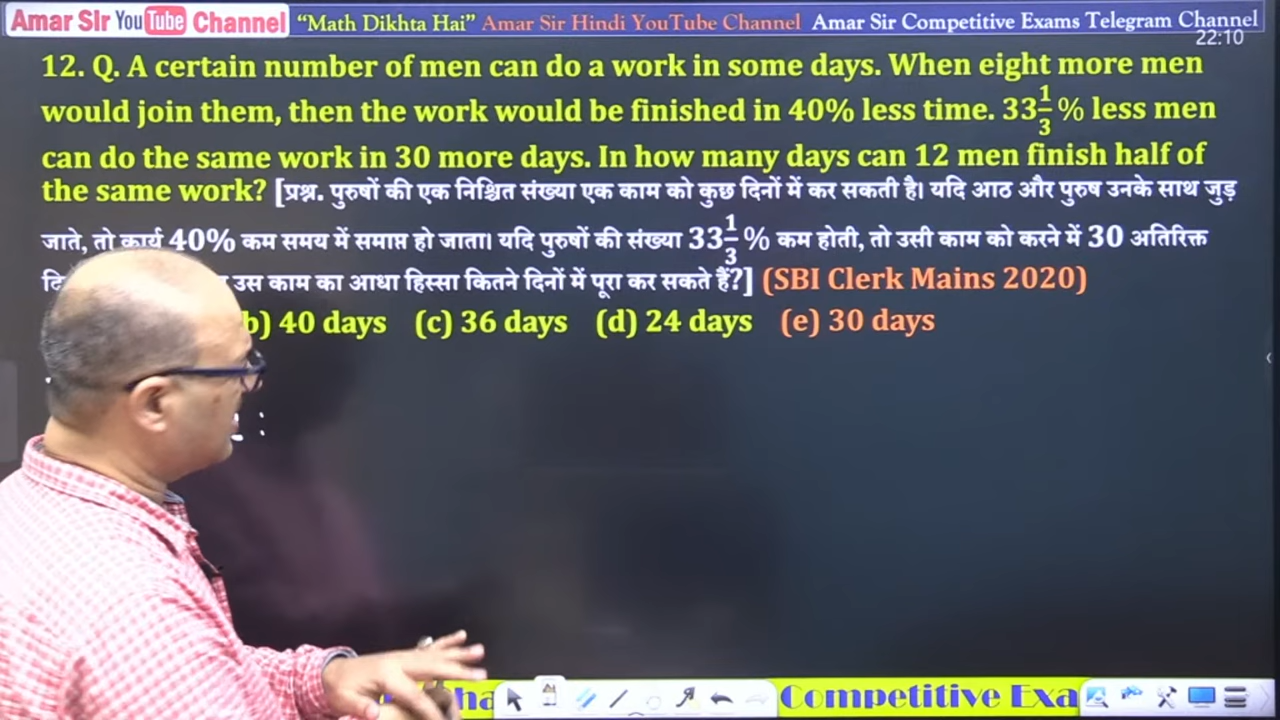 Amar SIr YouTube Channel "Math Dikhta Hai" Amar Sir Hindi YouTube Channel Amar Sir Competitive Exams Telegram Channel
22:10
12. Q. A certain number of men can do a work in some days. When eight more men
would join them, then the work would be finished in 40% less time. 33 1/3 % less men
can do the same work in 30 more days. In how many days can 12 men finish half of
the same work? [प्रश्न. पुरुषों की एक निश्चित संख्या एक काम को कुछ दिनों में कर सकती है। यदि आठ और पुरुष उनके साथ जुड़
जाते, तो कार्य 40% कम समय में समाप्त हो जाता। यदि पुरुषों की संख्या 33 1/3 % कम होती, तो उसी काम को करने में 30 अतिरिक्त
उस काम का आधा हिस्सा कितने दिनों में पूरा कर सकते हैं?] (SBI Clerk Mains 2020)
b) 40 days (c) 36 days (d) 24 days (e) 30 days
Competitive Exa